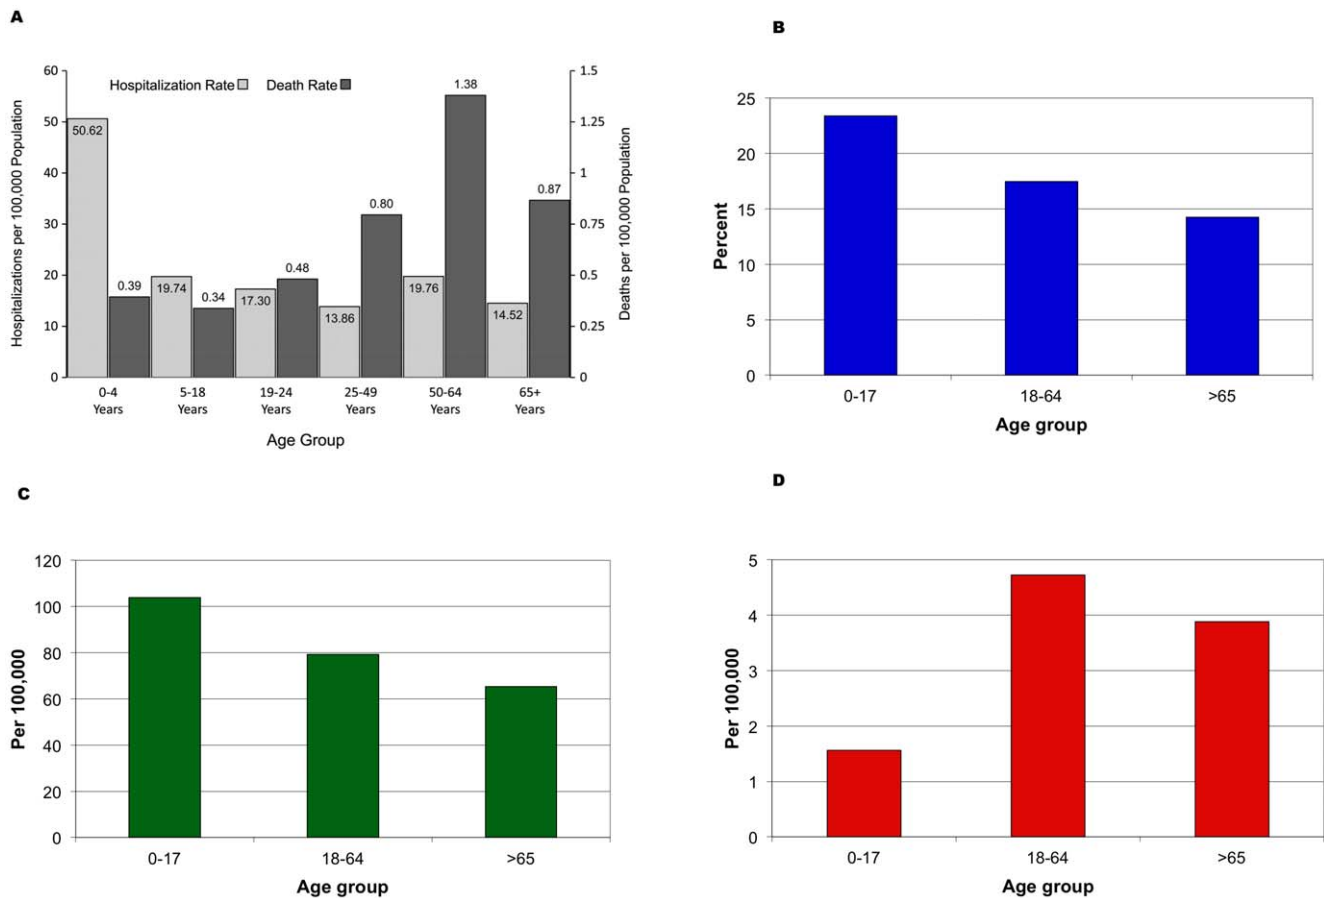 A
Hospitalization Rate Death Rate
Hospitalizations per 100,000 Population
60
50
40
30
20
10
0
50.62
0.39
19.74
0.34
17.30
0.48
13.86
0.80
19.76
1.38
14.52
0.87
1.5
1.25
1
0.75
0.5
0.25
0
Deaths per 100,000 Population
0-4 5-18 19-24 25-49 50-64 65+
Years Years Years Years Years Years
Age Group
B
Percent
25
20
15
10
5
0
0-17 18-64 >65
Age group
C
Per 100,000
120
100
80
60
40
20
0
0-17 18-64 >65
Age group
D
Per 100,000
5
4
3
2
1
0
0-17 18-64 >65
Age group